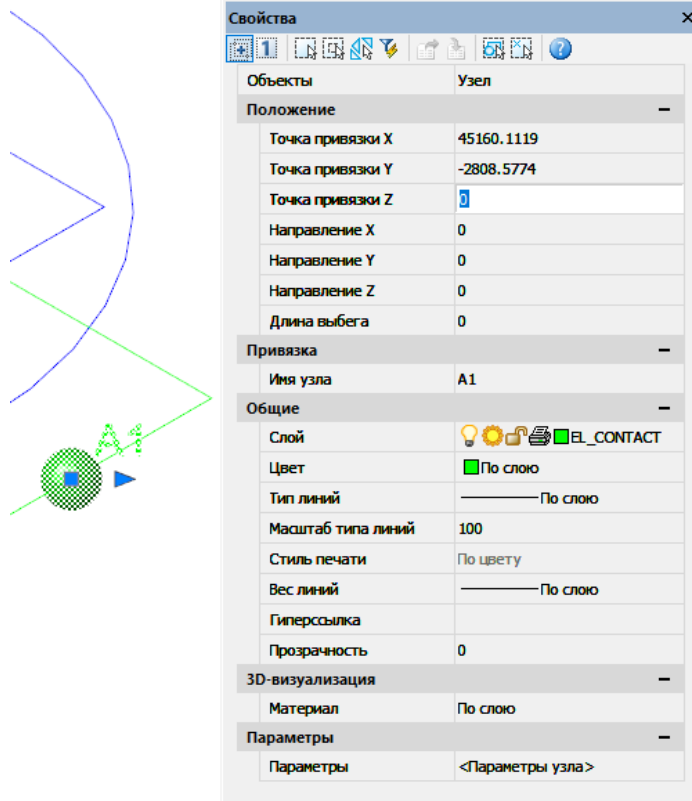 Свойства
1
Объекты Узел
Положение
Точка привязки X 45160.1119
Точка привязки Y -2808.5774
Точка привязки Z 0
Направление X 0
Направление Y 0
Направление Z 0
Длина выбега 0
Привязка
Имя узла A1
Общие
Слой EL_CONTACT
Цвет По слою
Тип линий По слою
Масштаб типа линий 100
Стиль печати По цвету
Вес линий По слою
Гиперссылка
Прозрачность 0
3D-визуализация
Материал По слою
Параметры
Параметры <Параметры узла>
A1